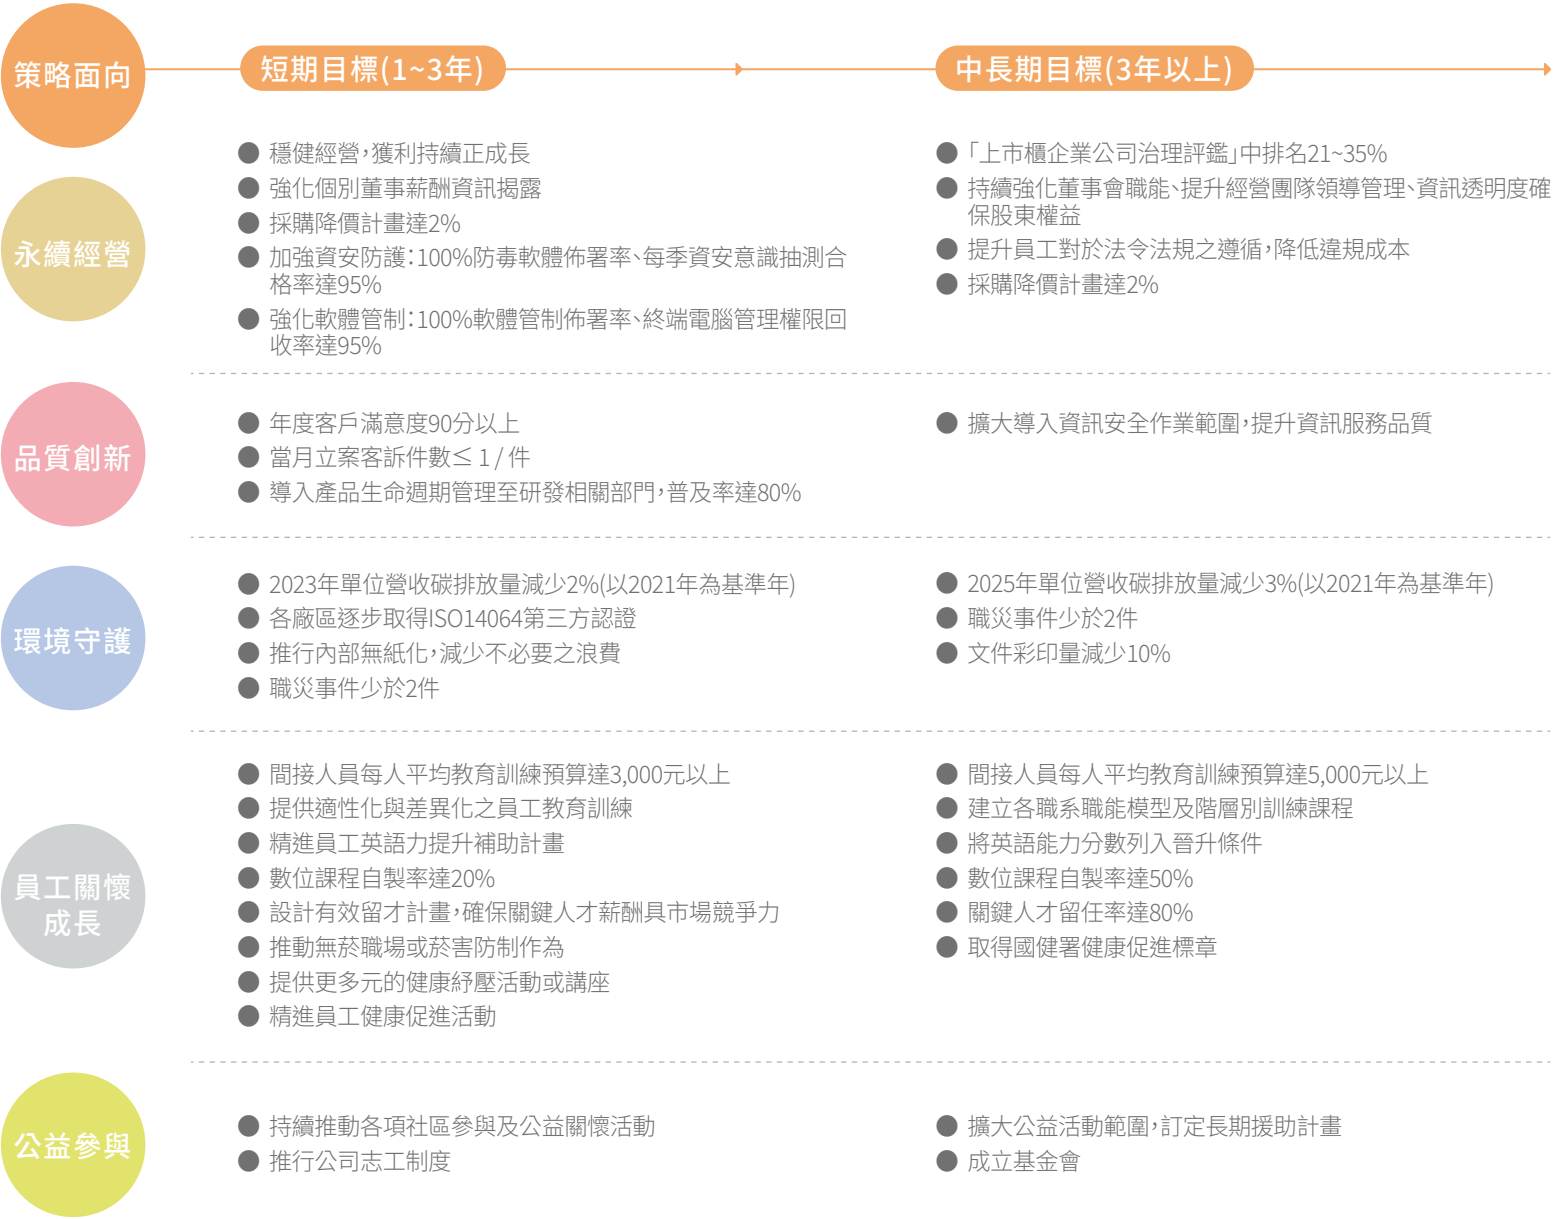 策略面向
短期目標(1~3年)
中長期目標(3年以上)
永續經營
● 穩健經營,獲利持續正成長
● 強化個別董事薪酬資訊揭露
● 採購降價計畫達2%
● 加強資安防護:100%防毒軟體佈署率、每季資安意識抽測合
格率達95%
● 強化軟體管制:100%軟體管制佈署率、終端電腦管理權限回
收率達95%
● 「上市櫃企業公司治理評鑑」中排名21~35%
● 持續強化董事會職能、提升經營團隊領導管理、資訊透明度確
保股東權益
● 提升員工對於法令法規之遵循,降低違規成本
● 採購降價計畫達2%
品質創新
● 年度客戶滿意度90分以上
● 當月立案客訴件數≤ 1 / 件
● 導入產品生命週期管理至研發相關部門,普及率達80%
● 擴大導入資訊安全作業範圍,提升資訊服務品質
環境守護
● 2023年單位營收碳排放量減少2%(以2021年為基準年)
● 各廠區逐步取得ISO14064第三方認證
● 推行內部無紙化,減少不必要之浪費
● 職災事件少於2件
● 2025年單位營收碳排放量減少3%(以2021年為基準年)
● 職災事件少於2件
● 文件彩印量減少10%
員工關懷
成長
● 間接人員每人平均教育訓練預算達3,000元以上
● 提供適性化與差異化之員工教育訓練
● 精進員工英語力提升補助計畫
● 數位課程自製率達20%
● 設計有效留才計畫,確保關鍵人才薪酬具市場競爭力
● 推動無菸職場或菸害防制作為
● 提供更多元的健康紓壓活動或講座
● 精進員工健康促進活動
● 間接人員每人平均教育訓練預算達5,000元以上
● 建立各職系職能模型及階層別訓練課程
● 將英語能力分數列入晉升條件
● 數位課程自製率達50%
● 關鍵人才留任率達80%
● 取得國健署健康促進標章
公益參與
● 持續推動各項社區參與及公益關懷活動
● 推行公司志工制度
● 擴大公益活動範圍,訂定長期援助計畫
● 成立基金會